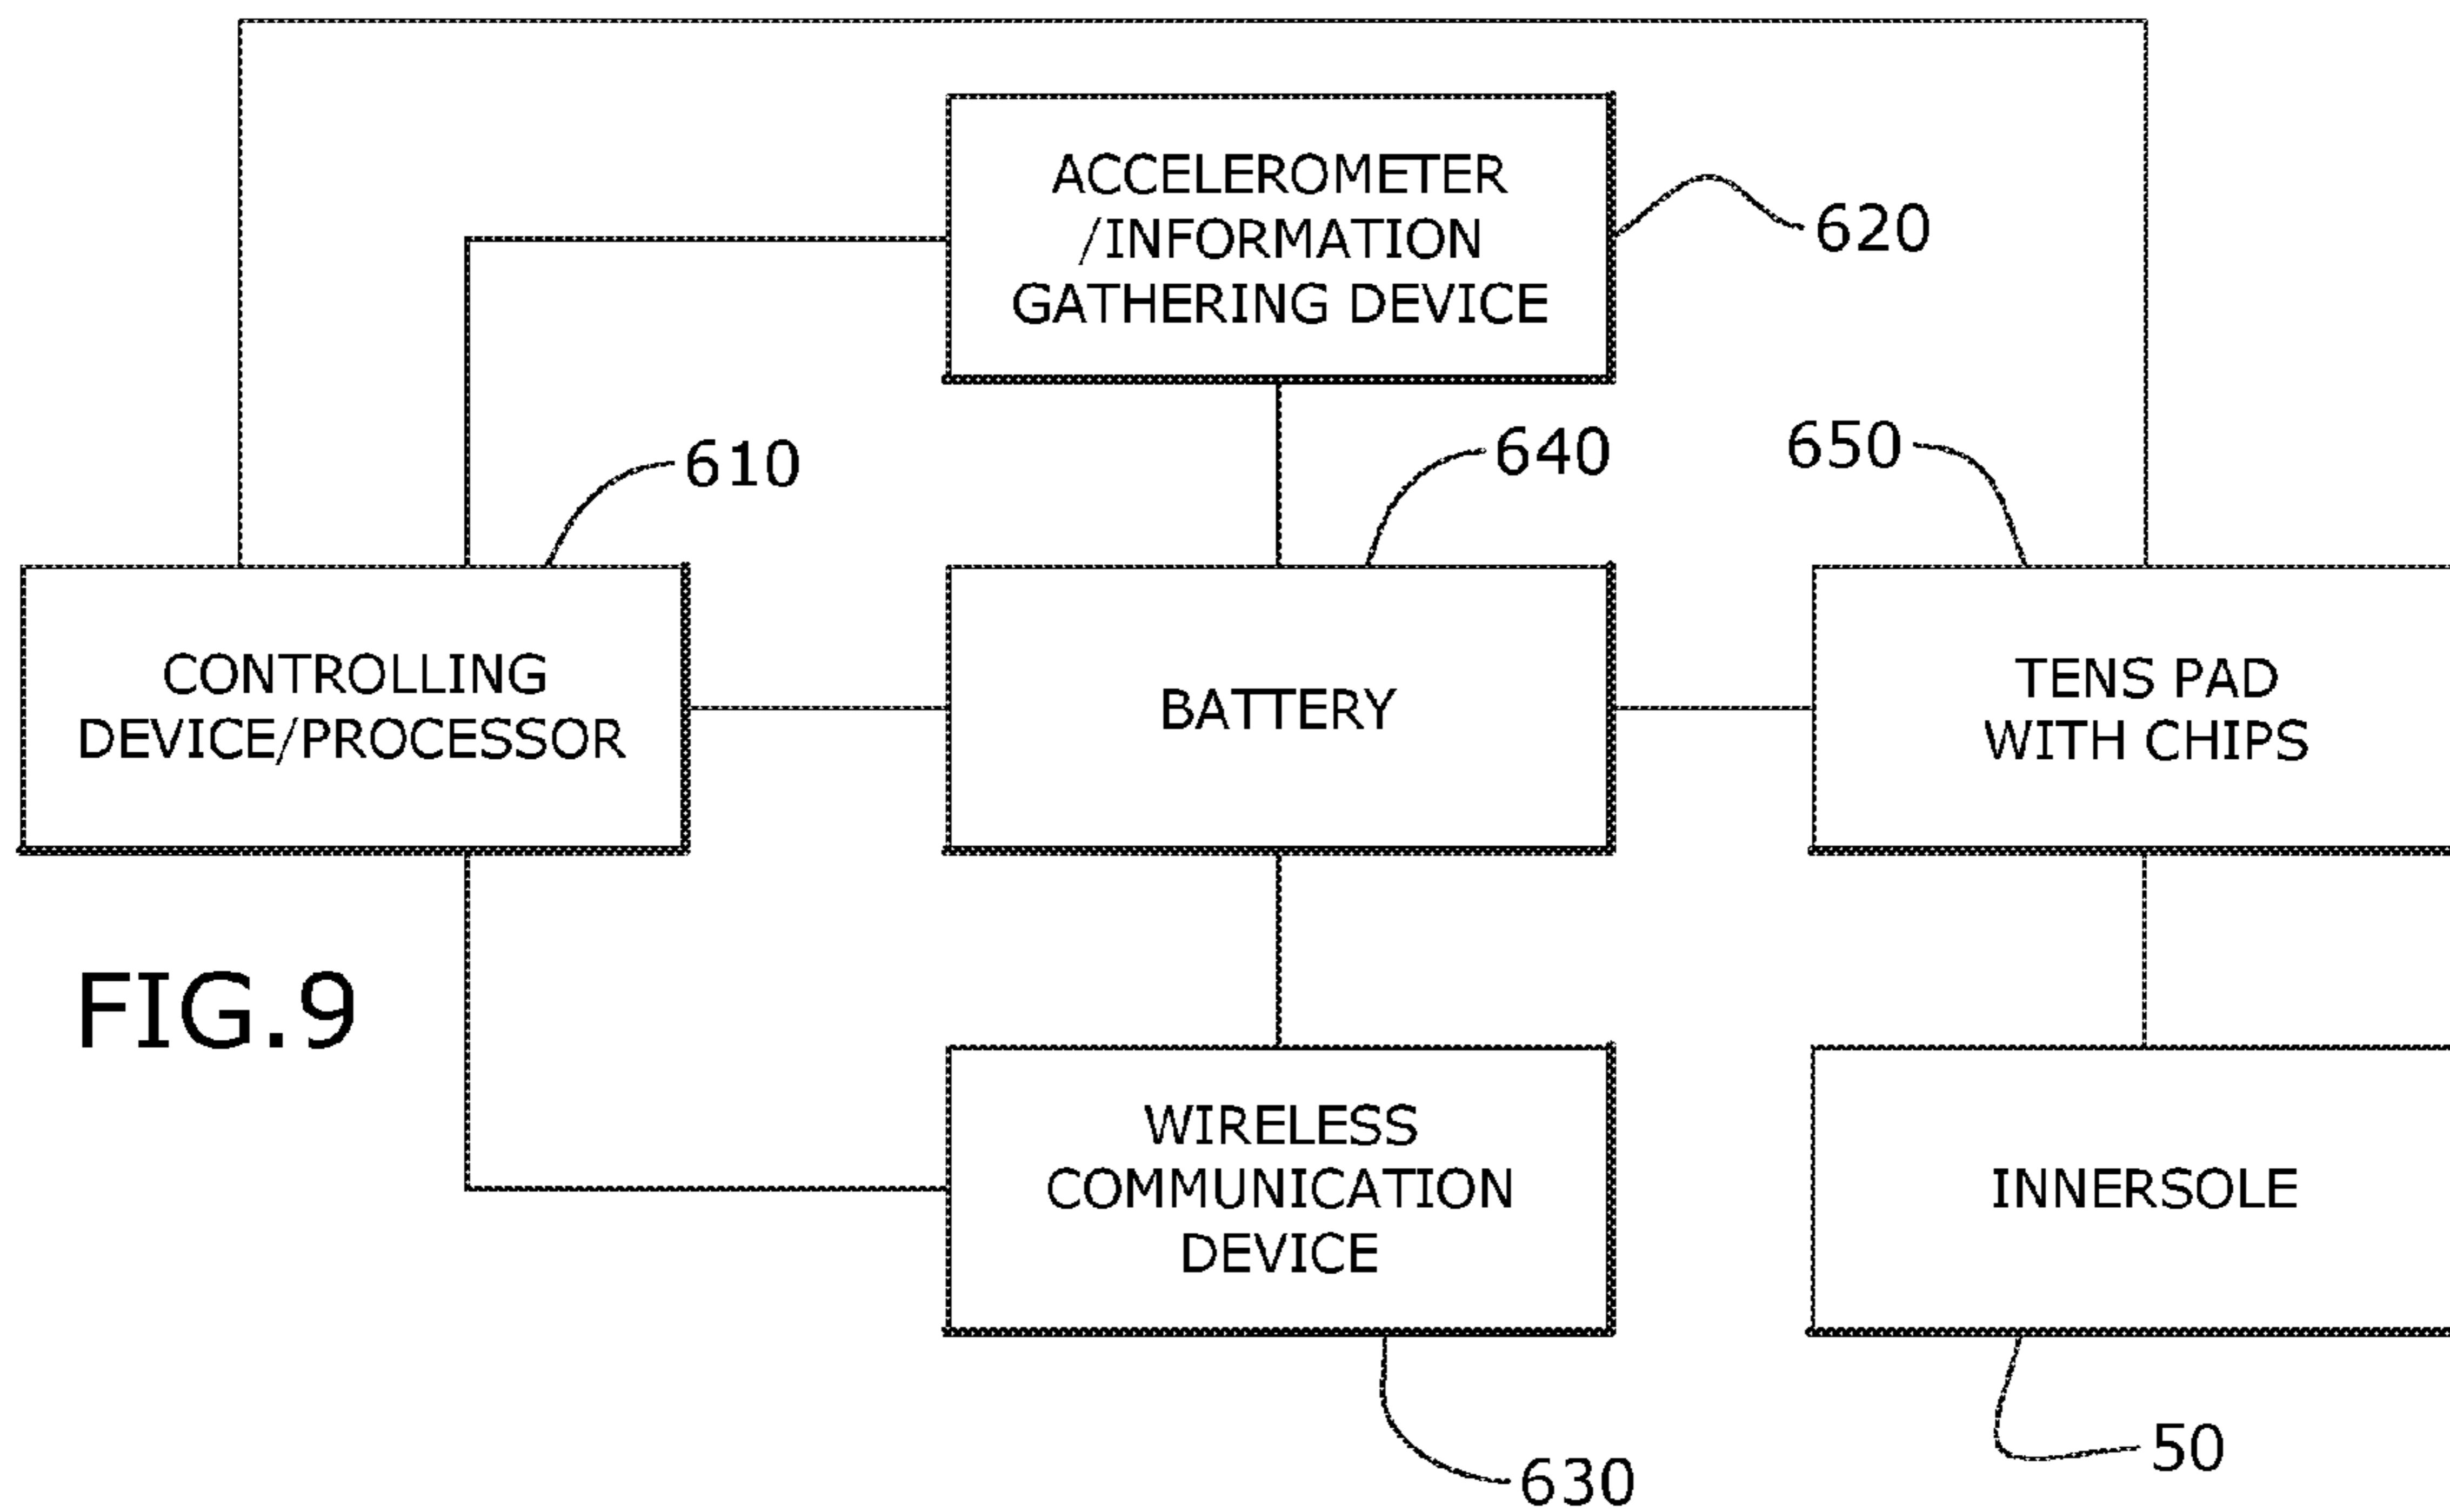 ACCELEROMETER
/INFORMATION
GATHERING DEVICE
620
610
640
650
CONTROLLING
DEVICE/PROCESSOR
BATTERY
TENS PAD
WITH CHIPS
FIG.9
WIRELESS
COMMUNICATION
DEVICE
INNERSOLE
630
50